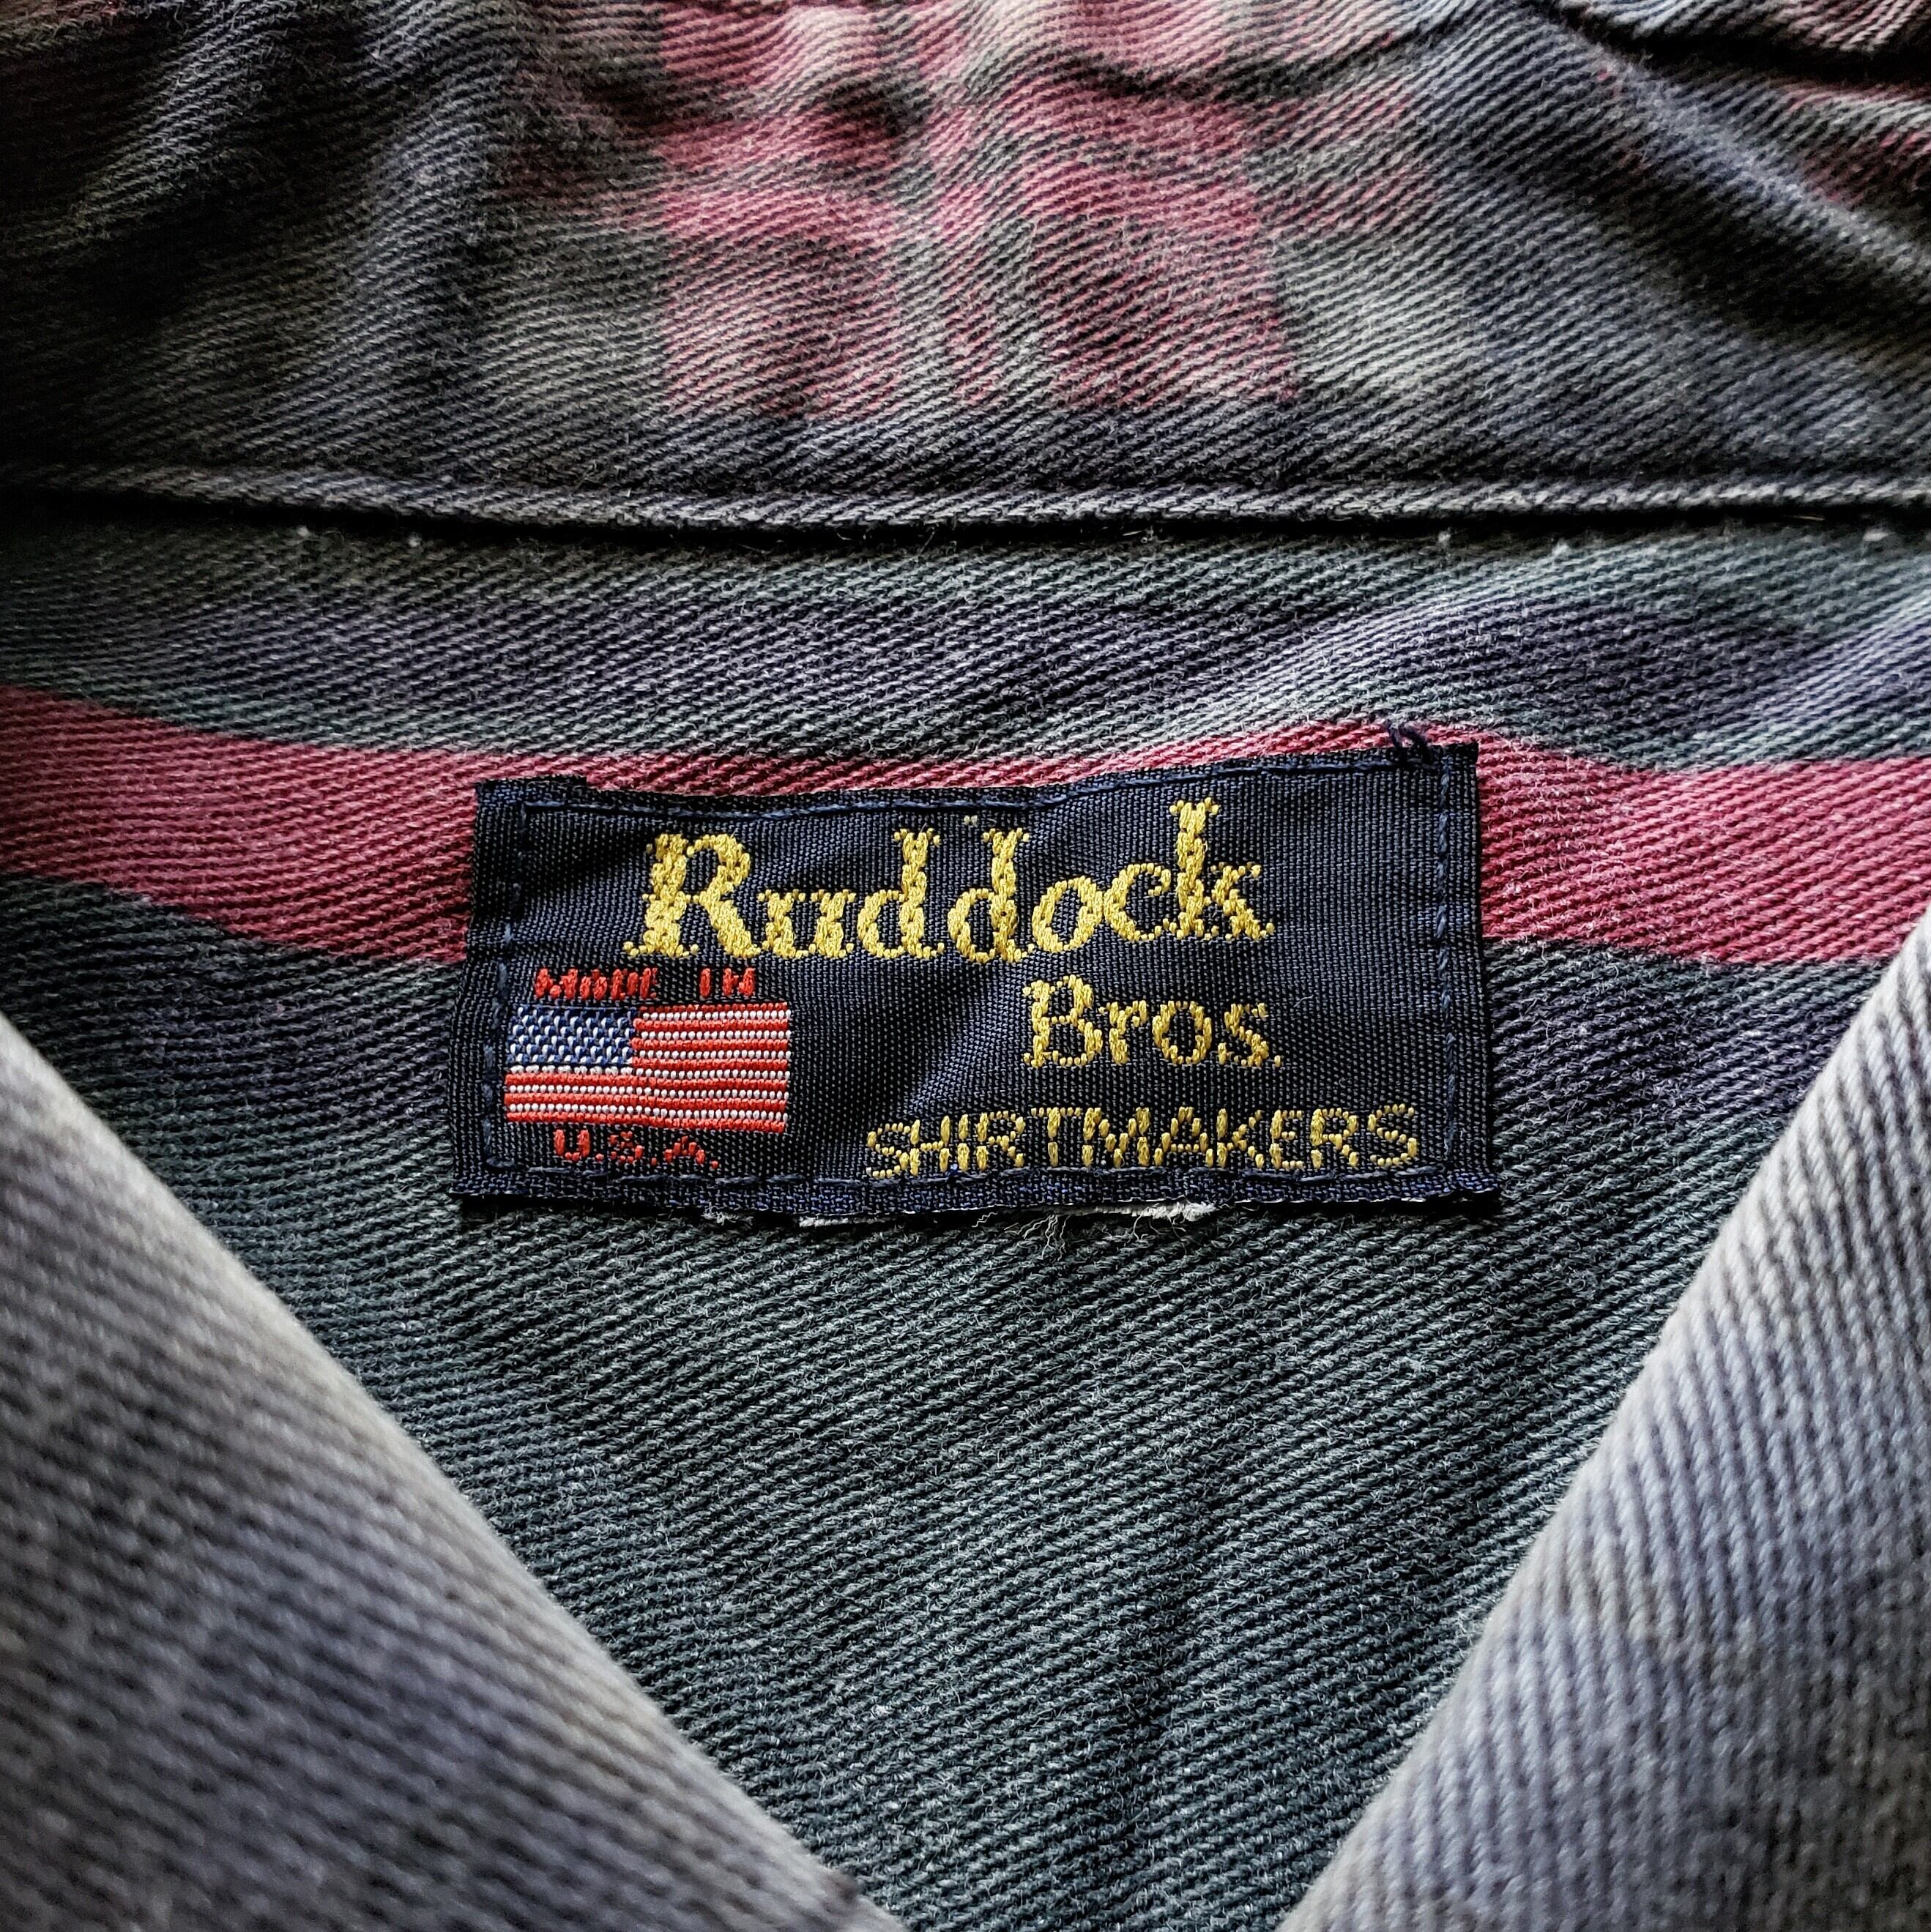 Ruddock
Bros.
SHIRTMAKERS
MADE IN
U.S.A.